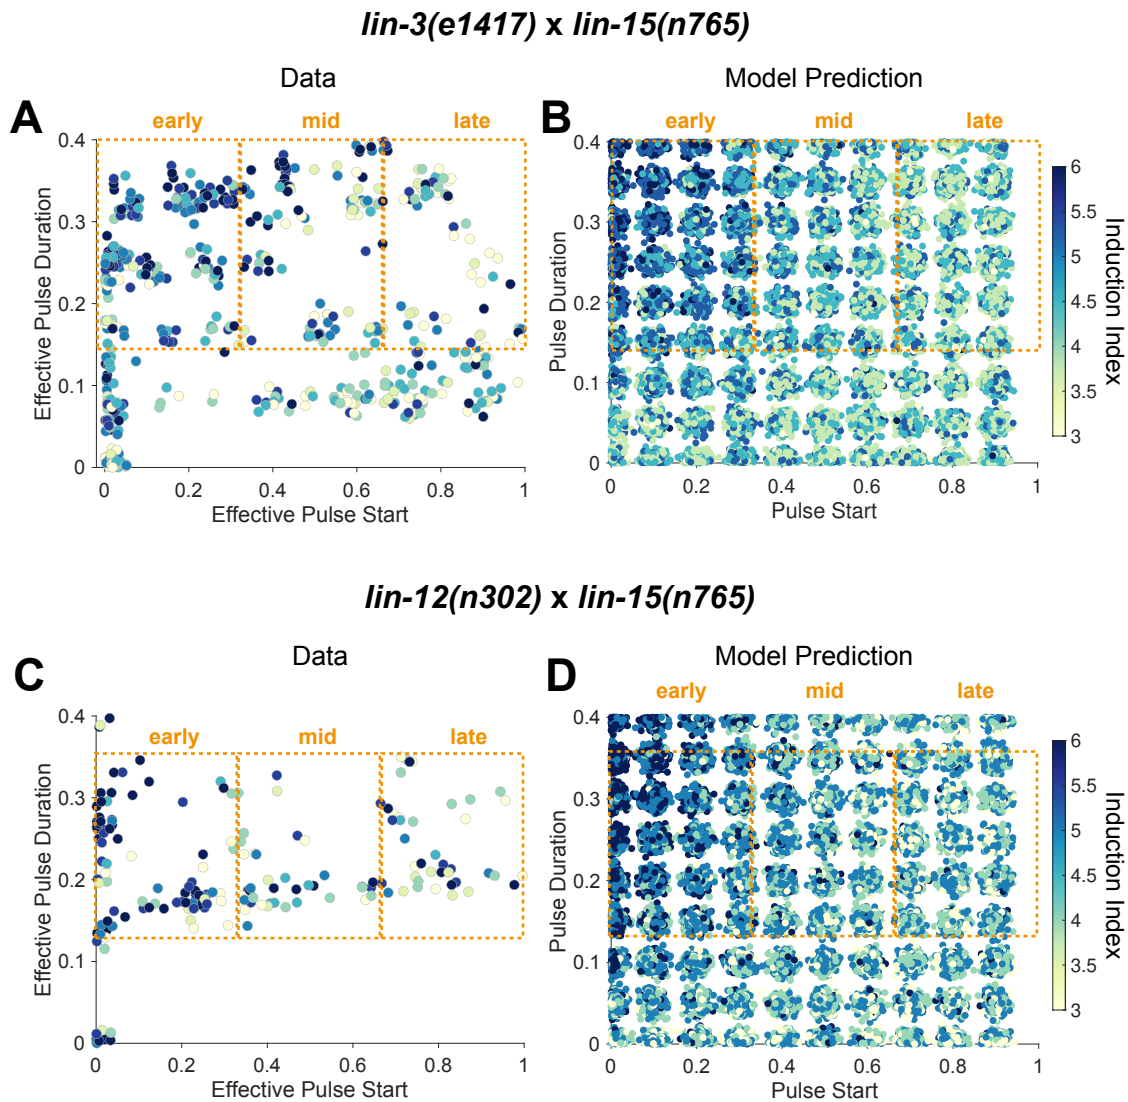 lin-3(e1417) x lin-15(n765)
Data
Model Prediction
A
B
early mid late
early mid late
0.4
0.3
0.2
0.1
0
Effective Pulse Duration
0 0.2 0.4 0.6 0.8 1
Effective Pulse Start
0.4
0.3
0.2
0.1
0
Pulse Duration
0 0.2 0.4 0.6 0.8 1
Pulse Start
6
5.5
5
4.5
4
3.5
3
Induction Index
lin-12(n302) x lin-15(n765)
Data
Model Prediction
C
D
early mid late
early mid late
0.4
0.3
0.2
0.1
0
Effective Pulse Duration
0 0.2 0.4 0.6 0.8 1
Effective Pulse Start
0.4
0.3
0.2
0.1
0
Pulse Duration
0 0.2 0.4 0.6 0.8 1
Pulse Start
6
5.5
5
4.5
4
3.5
3
Induction Index